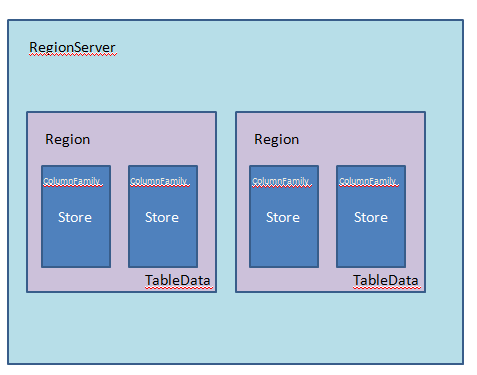 RegionServer
Region
ColumnFamily
Store
ColumnFamily
Store
TableData
Region
ColumnFamily
Store
ColumnFamily
Store
TableData